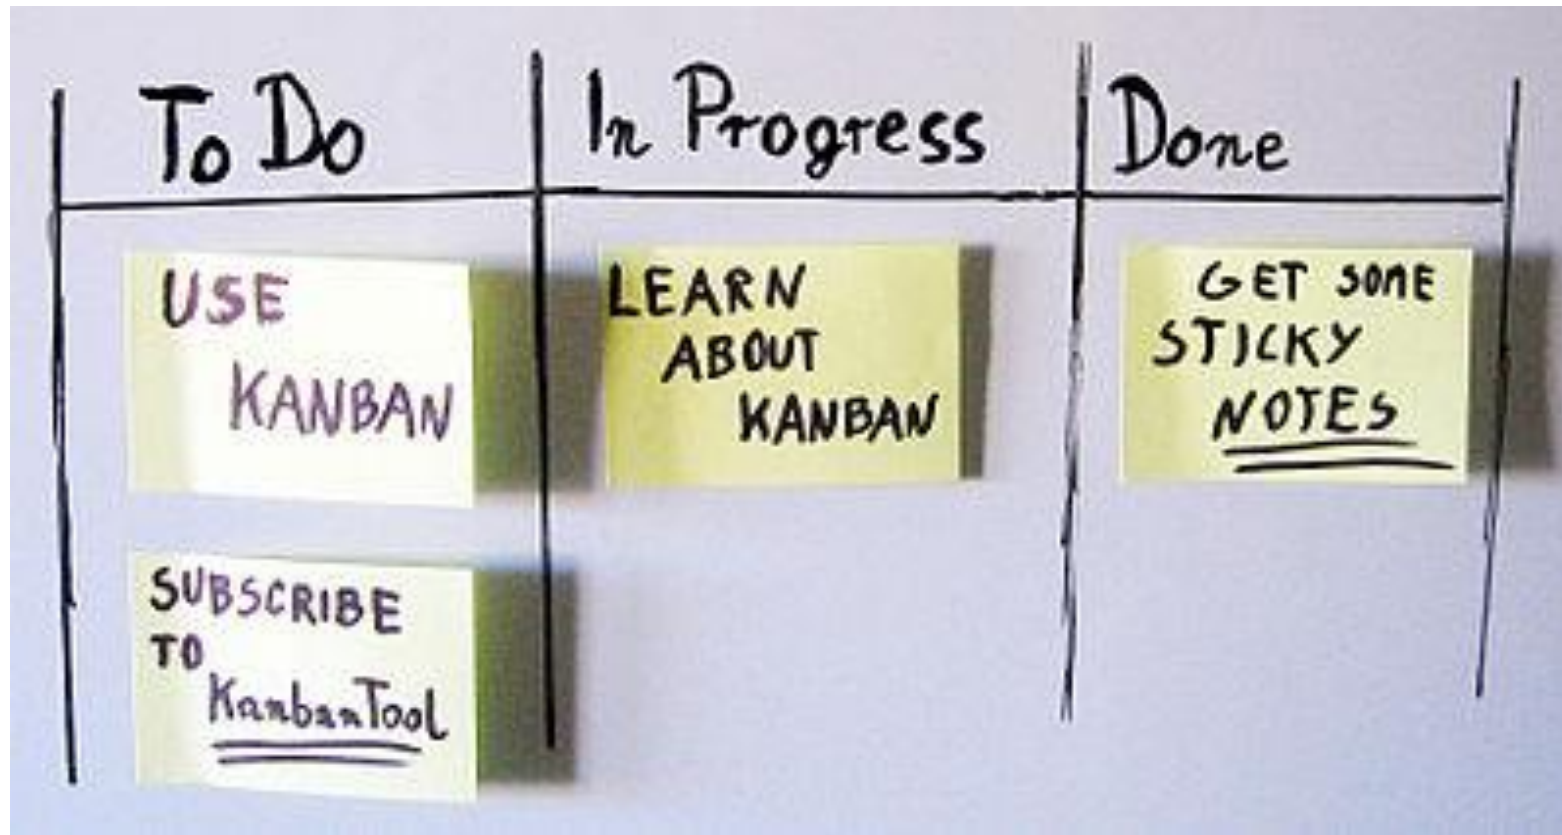 To Do
In Progress
Done
USE
KANBAN
SUBSCRIBE
TO
KanbanTool
LEARN
ABOUT
KANBAN
GET SOME
STICKY
NOTES